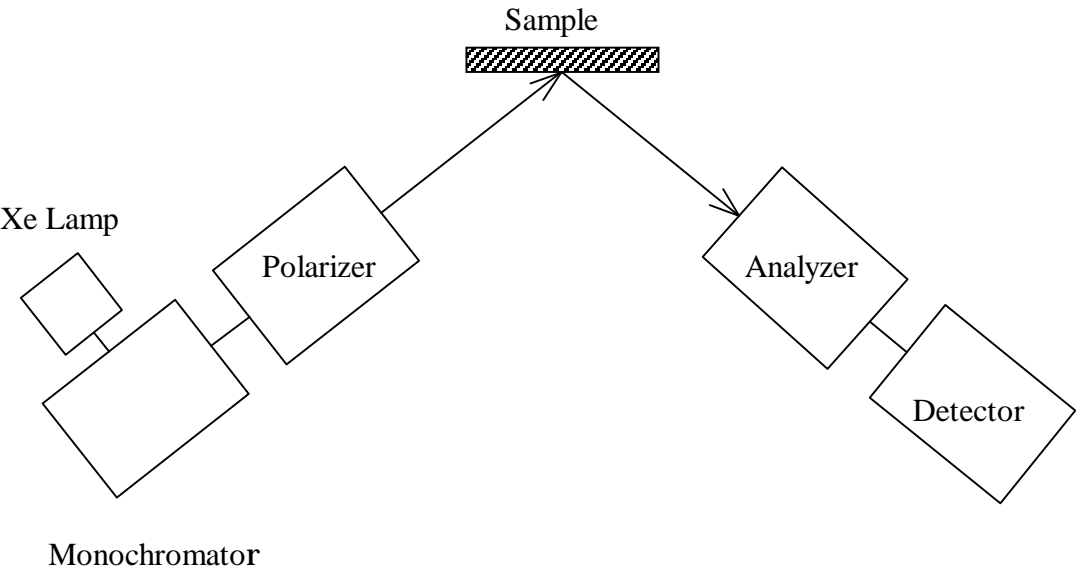 Sample
Xe Lamp
Polarizer
Analyzer
Detector
Monochromator